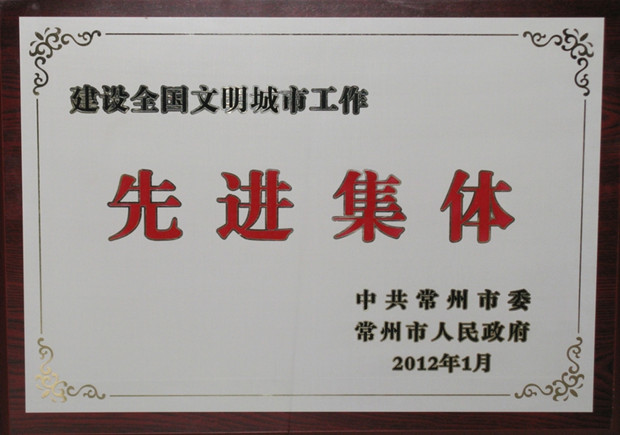 建设全国文明城市工作
先进集体
中共常州市委
常州市人民政府
2012年1月